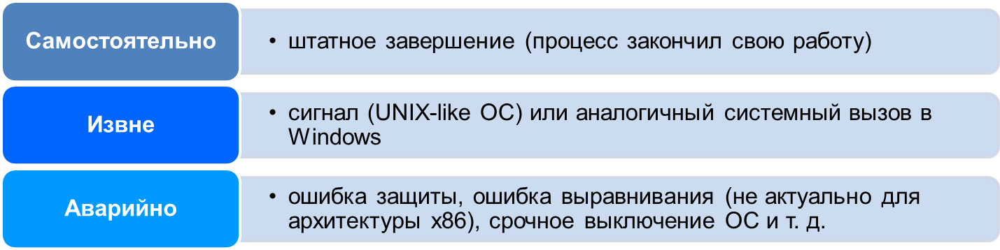 Самостоятельно
• штатное завершение (процесс закончил свою работу)
Извне
• сигнал (UNIX-like ОС) или аналогичный системный вызов в
Windows
Аварийно
• ошибка защиты, ошибка выравнивания (не актуально для
архитектуры x86), срочное выключение ОС и т. д.